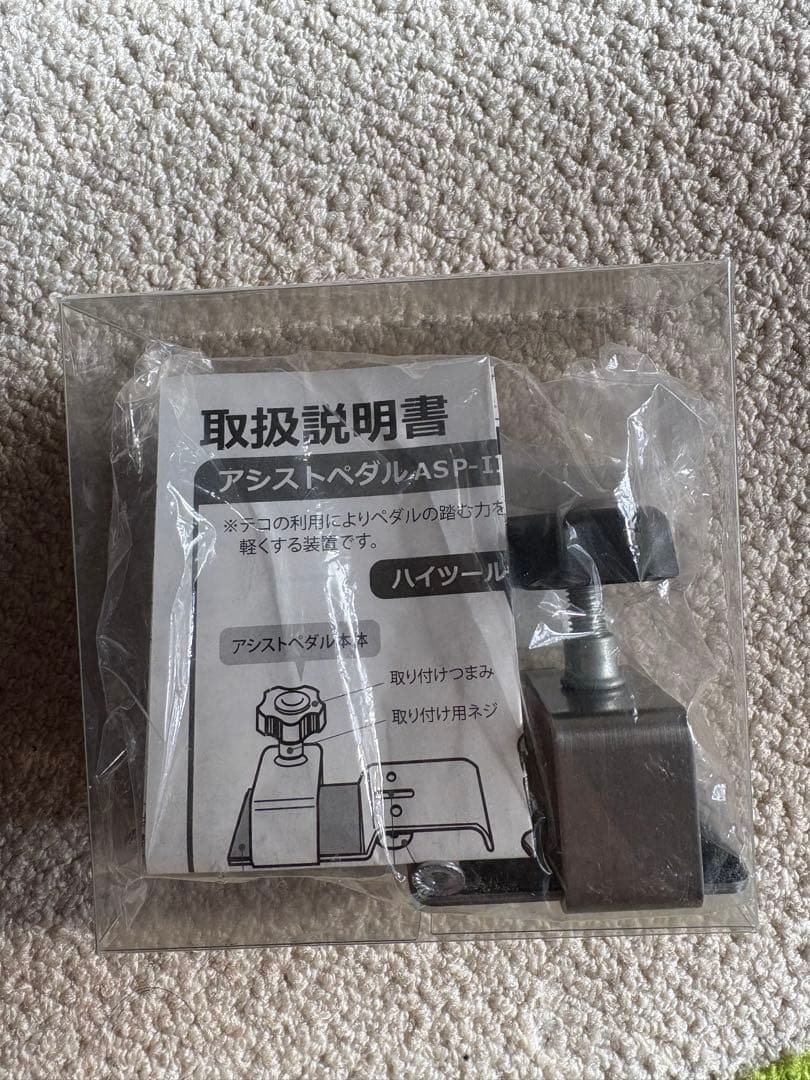 取扱説明書
アシストペダル ASP-II
※テコの利用によりペダルの踏む力を
軽くする装置です。
ハイツール
アシストペダル本体
取り付けつまみ
取り付け用ネジ